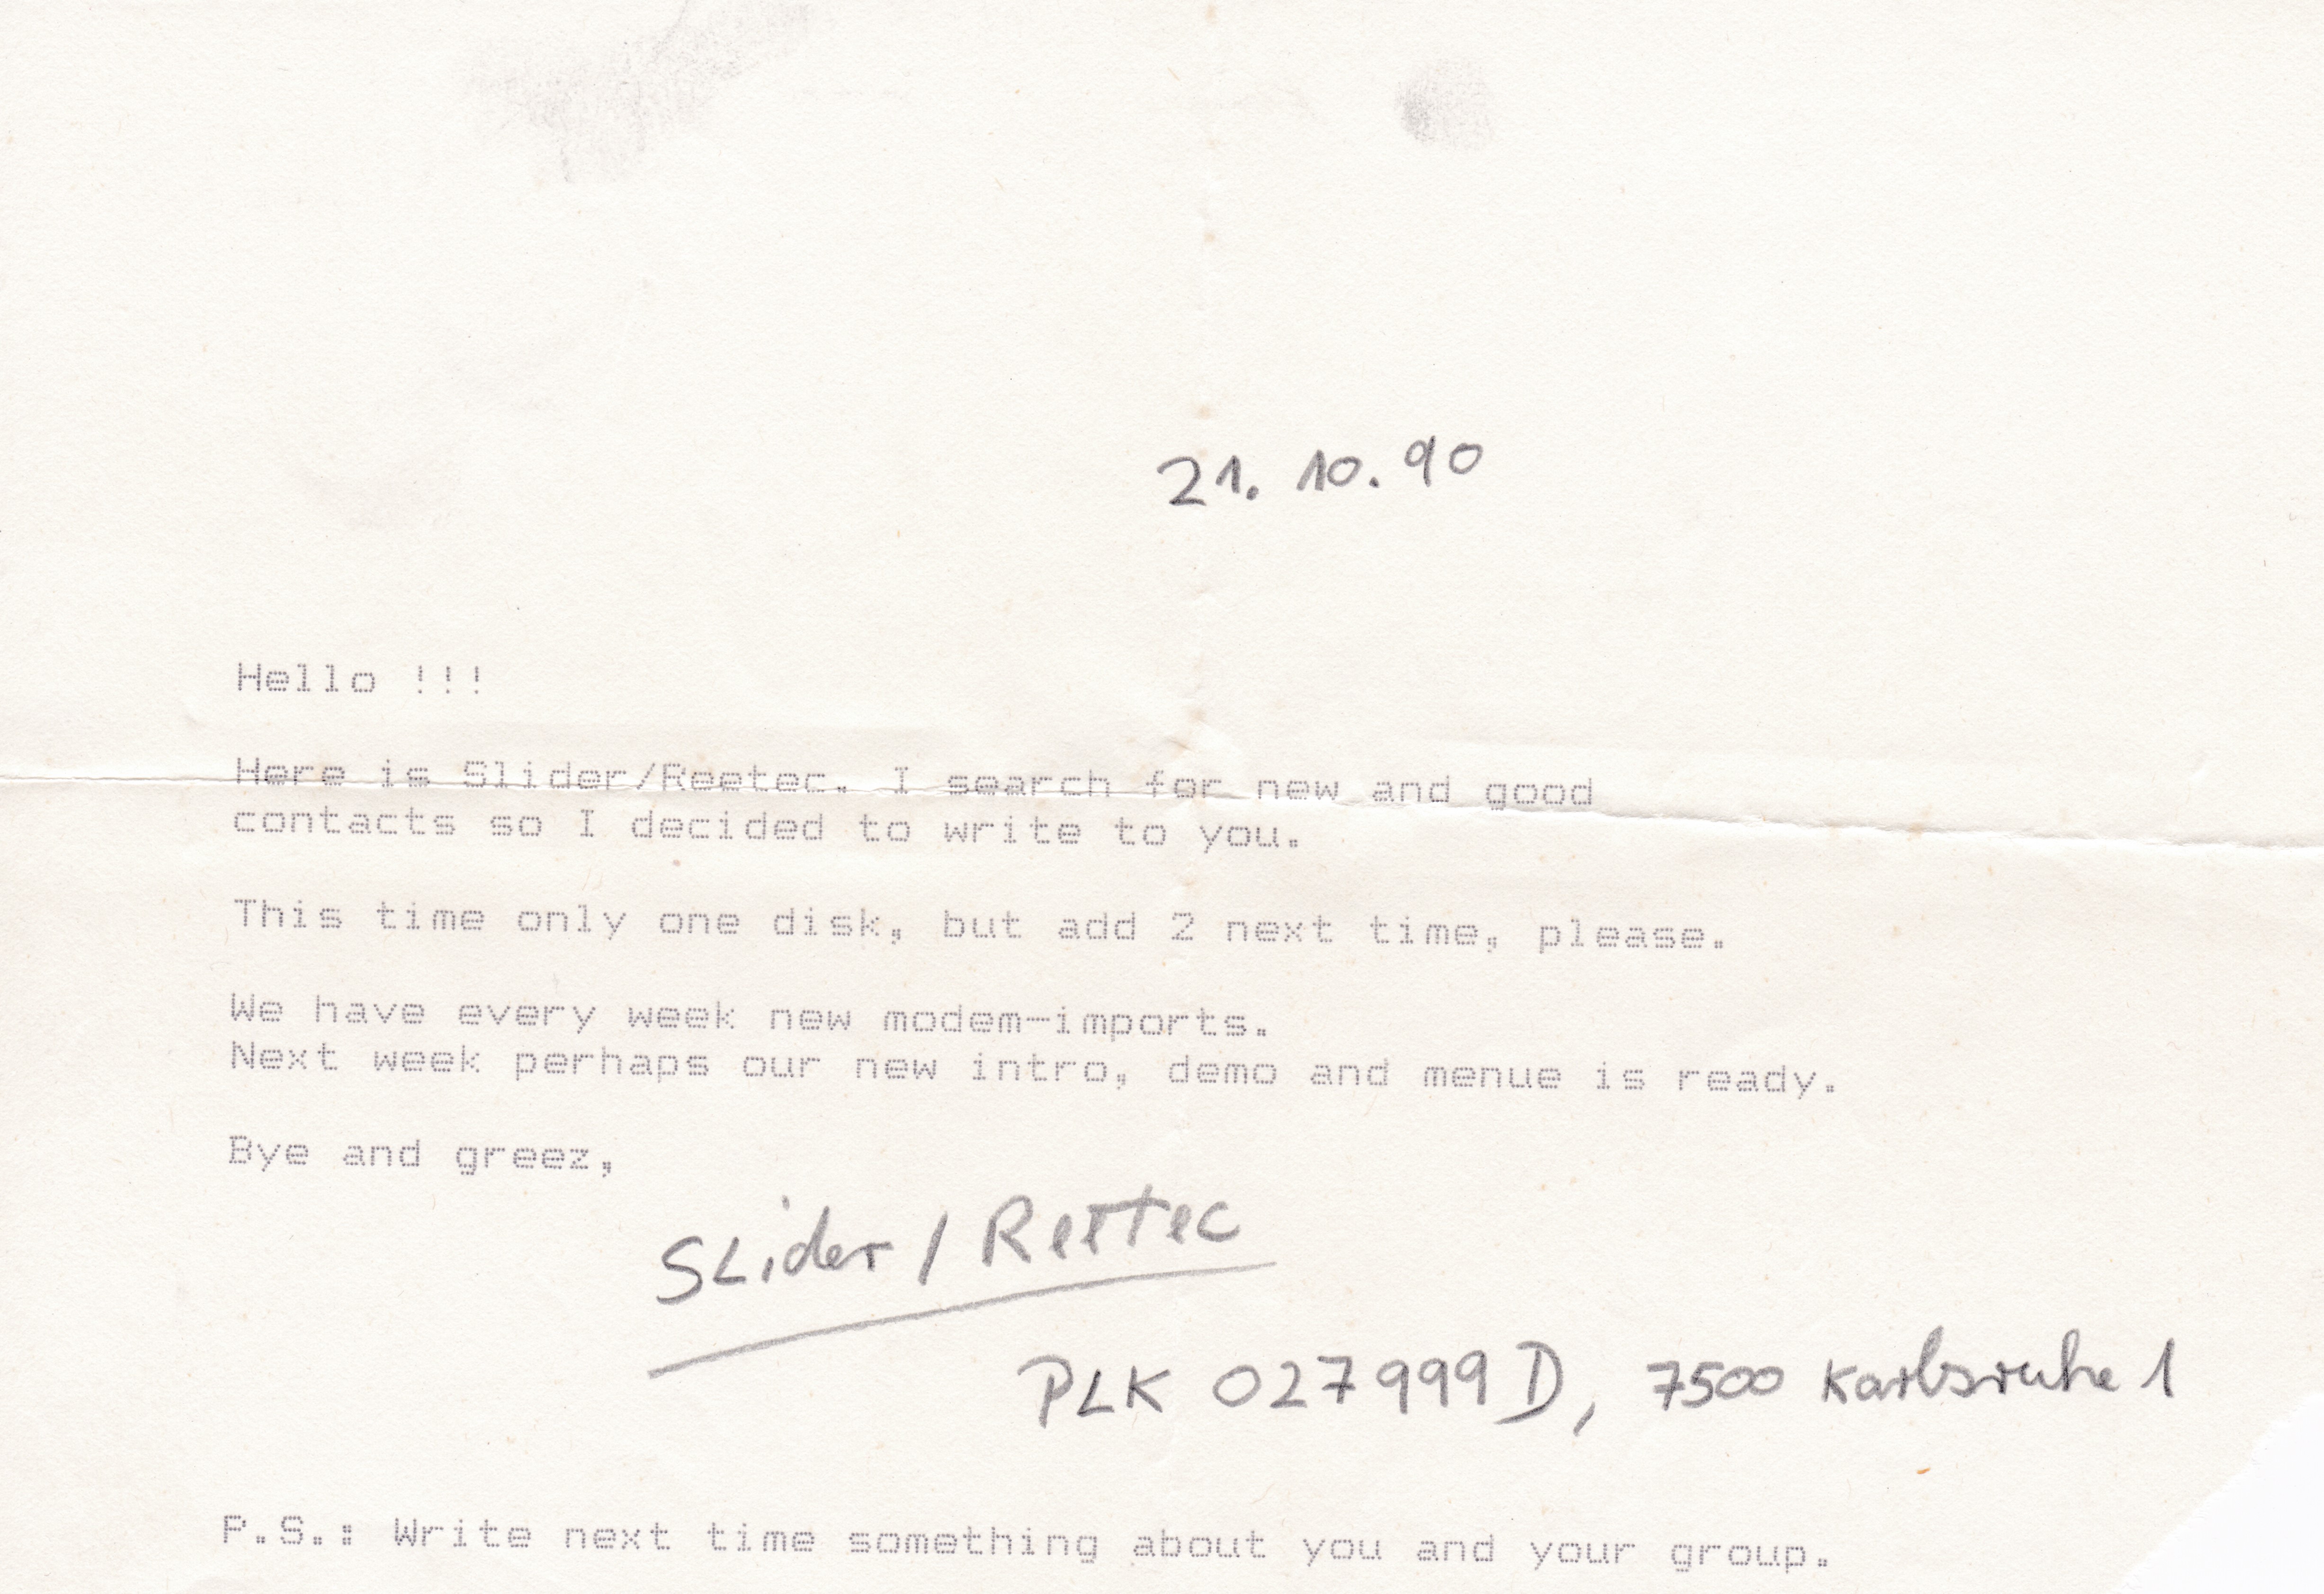 21. 10. 90
Hello !!!
Here is Slider/Reetec. I search for new and good
contacts so I decided to write to you.
This time only one disk, but add 2 next time, please.
We have every week new modem-imports.
Next week perhaps our new intro, demo and menue is ready.
Bye and greez,
SLider / Reetec
PLK 027999D, 7500 Karlsruhe 1
P.S.: Write next time something about you and your group.